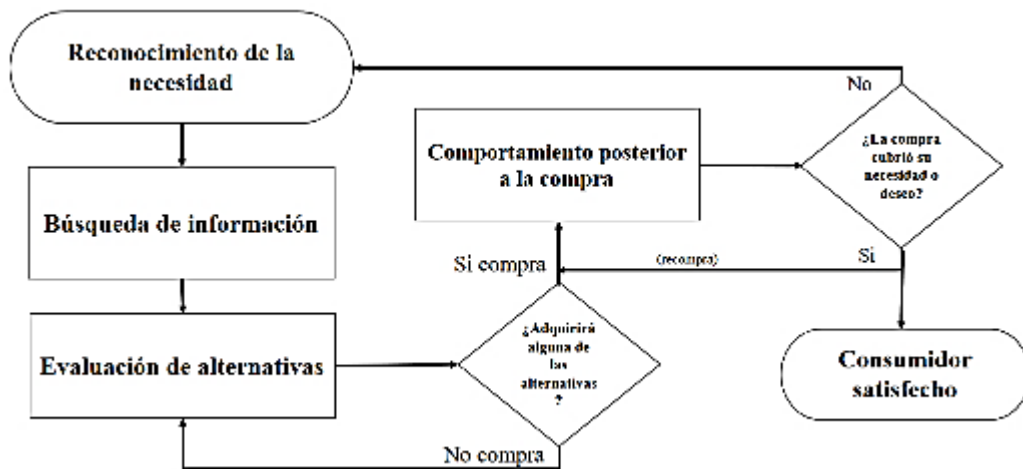 Reconocimiento de la
necesidad
No
¿La compra
cubrió su
necesidad o
deseo?
Comportamiento posterior
a la compra
Búsqueda de información
Si compra
(recompra)
Si
¿Adquirirá
alguna de
las
alternativas
?
Evaluación de alternativas
Consumidor
satisfecho
No compra